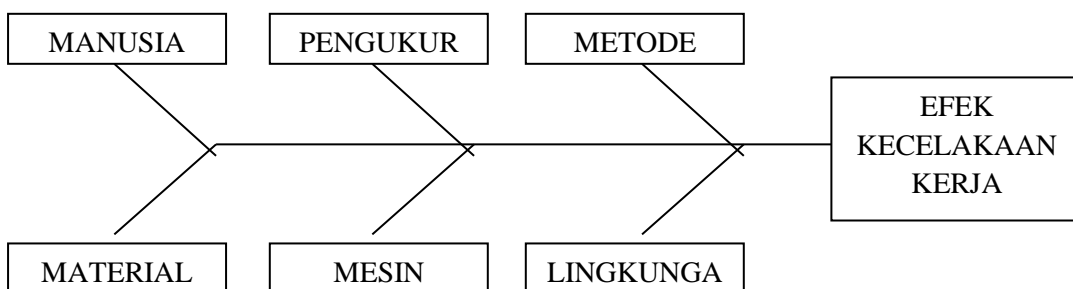 MANUSIA
PENGUKUR
METODE
EFEK
KECELAKAAN
KERJA
MATERIAL
MESIN
LINGKUNGA